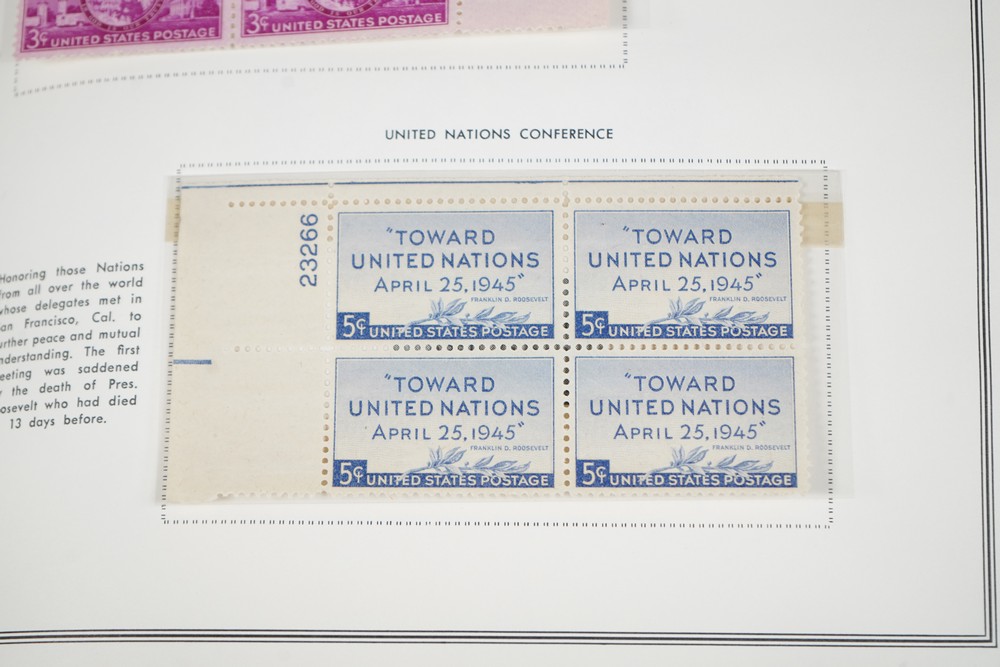 3¢ UNITED STATES POSTAGE 3¢ UNITED STATES POSTAGE
UNITED NATIONS CONFERENCE
Honoring those Nations
from all over the world
whose delegates met in
San Francisco, Cal. to
further peace and mutual
understanding. The first
meeting was saddened
by the death of Pres.
Roosevelt who had died
13 days before.
23266
"TOWARD
UNITED NATIONS
APRIL 25, 1945"
FRANKLIN D. ROOSEVELT
5¢ UNITED STATES POSTAGE
"TOWARD
UNITED NATIONS
APRIL 25, 1945"
FRANKLIN D. ROOSEVELT
5¢ UNITED STATES POSTAGE
"TOWARD
UNITED NATIONS
APRIL 25, 1945"
FRANKLIN D. ROOSEVELT
5¢ UNITED STATES POSTAGE
"TOWARD
UNITED NATIONS
APRIL 25, 1945"
FRANKLIN D. ROOSEVELT
5¢ UNITED STATES POSTAGE